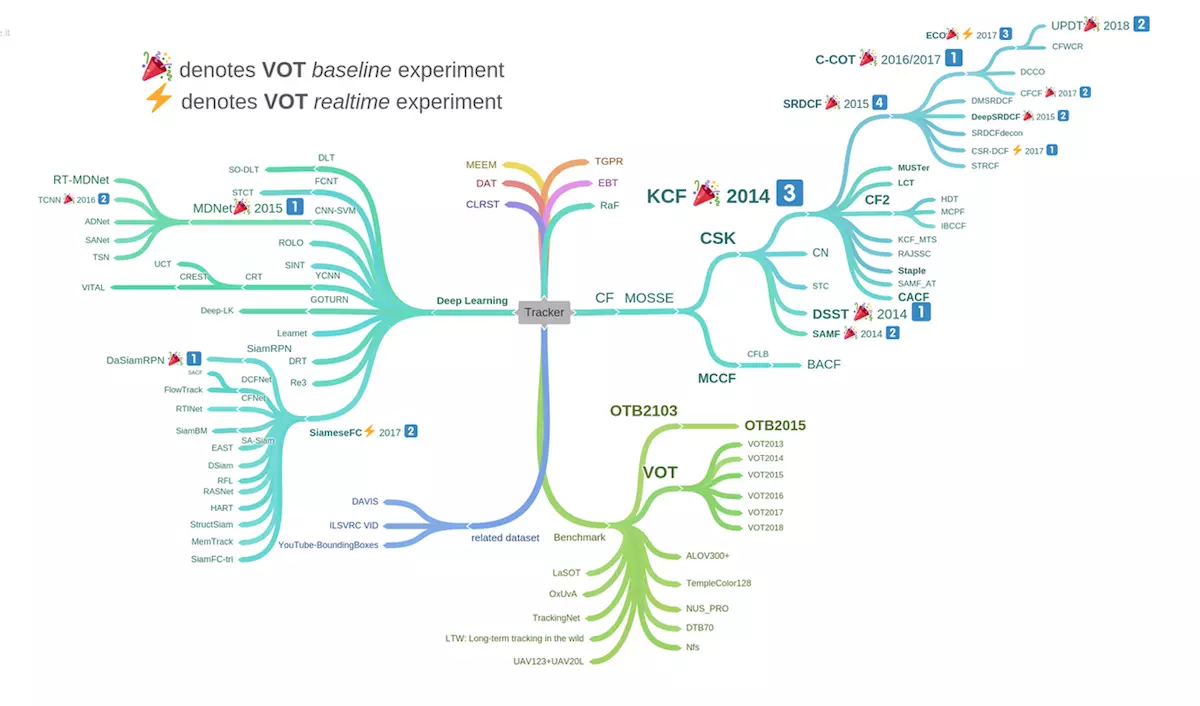 e.it
🎉 denotes VOT baseline experiment
⚡ denotes VOT realtime experiment
UPDT🎉 2018 2
ECO🎉⚡ 2017 3
CFWCR
C-COT 🎉 2016/2017 1
DCCO
CFCF 🎉 2017 2
SRDCF 🎉 2015 4
DMSRDCF
DeepSRDCF 🎉 2015 2
SRDCFdecon
CSR-DCF ⚡ 2017 1
STRCF
MUSTer
LCT
KCF 🎉 2014 3
CF2
HDT
MCPF
IBCCF
KCF_MTS
RAJSSC
Staple
SAMF_AT
CACF
CSK
CN
STC
DSST 🎉 2014 1
SAMF 🎉 2014 2
CF
MOSSE
MCCF
CFLB
BACF
MEEM
DAT
CLRST
TGPR
EBT
RaF
Tracker
Deep Learning
DLT
SO-DLT
FCNT
STCT
RT-MDNet
TCNN 🎉 2016 2
MDNet🎉 2015 1
CNN-SVM
ADNet
SANet
TSN
ROLO
SINT
YCNN
UCT
CREST
CRT
VITAL
GOTURN
Deep-LK
Learnet
DRT
Re3
SiamRPN
DaSiamRPN 🎉 1
SACF
DCFNet
FlowTrack
CFNet
RTINet
SiamBM
SA-Siam
SiameseFC⚡ 2017 2
EAST
DSiam
RFL
RASNet
HART
StructSiam
MemTrack
SiamFC-tri
DAVIS
ILSVRC VID
YouTube-BoundingBoxes
related dataset
Benchmark
OTB2103
OTB2015
VOT
VOT2013
VOT2014
VOT2015
VOT2016
VOT2017
VOT2018
ALOV300+
TempleColor128
NUS_PRO
DTB70
Nfs
LaSOT
OxUvA
TrackingNet
LTW: Long-term tracking in the wild
UAV123+UAV20L